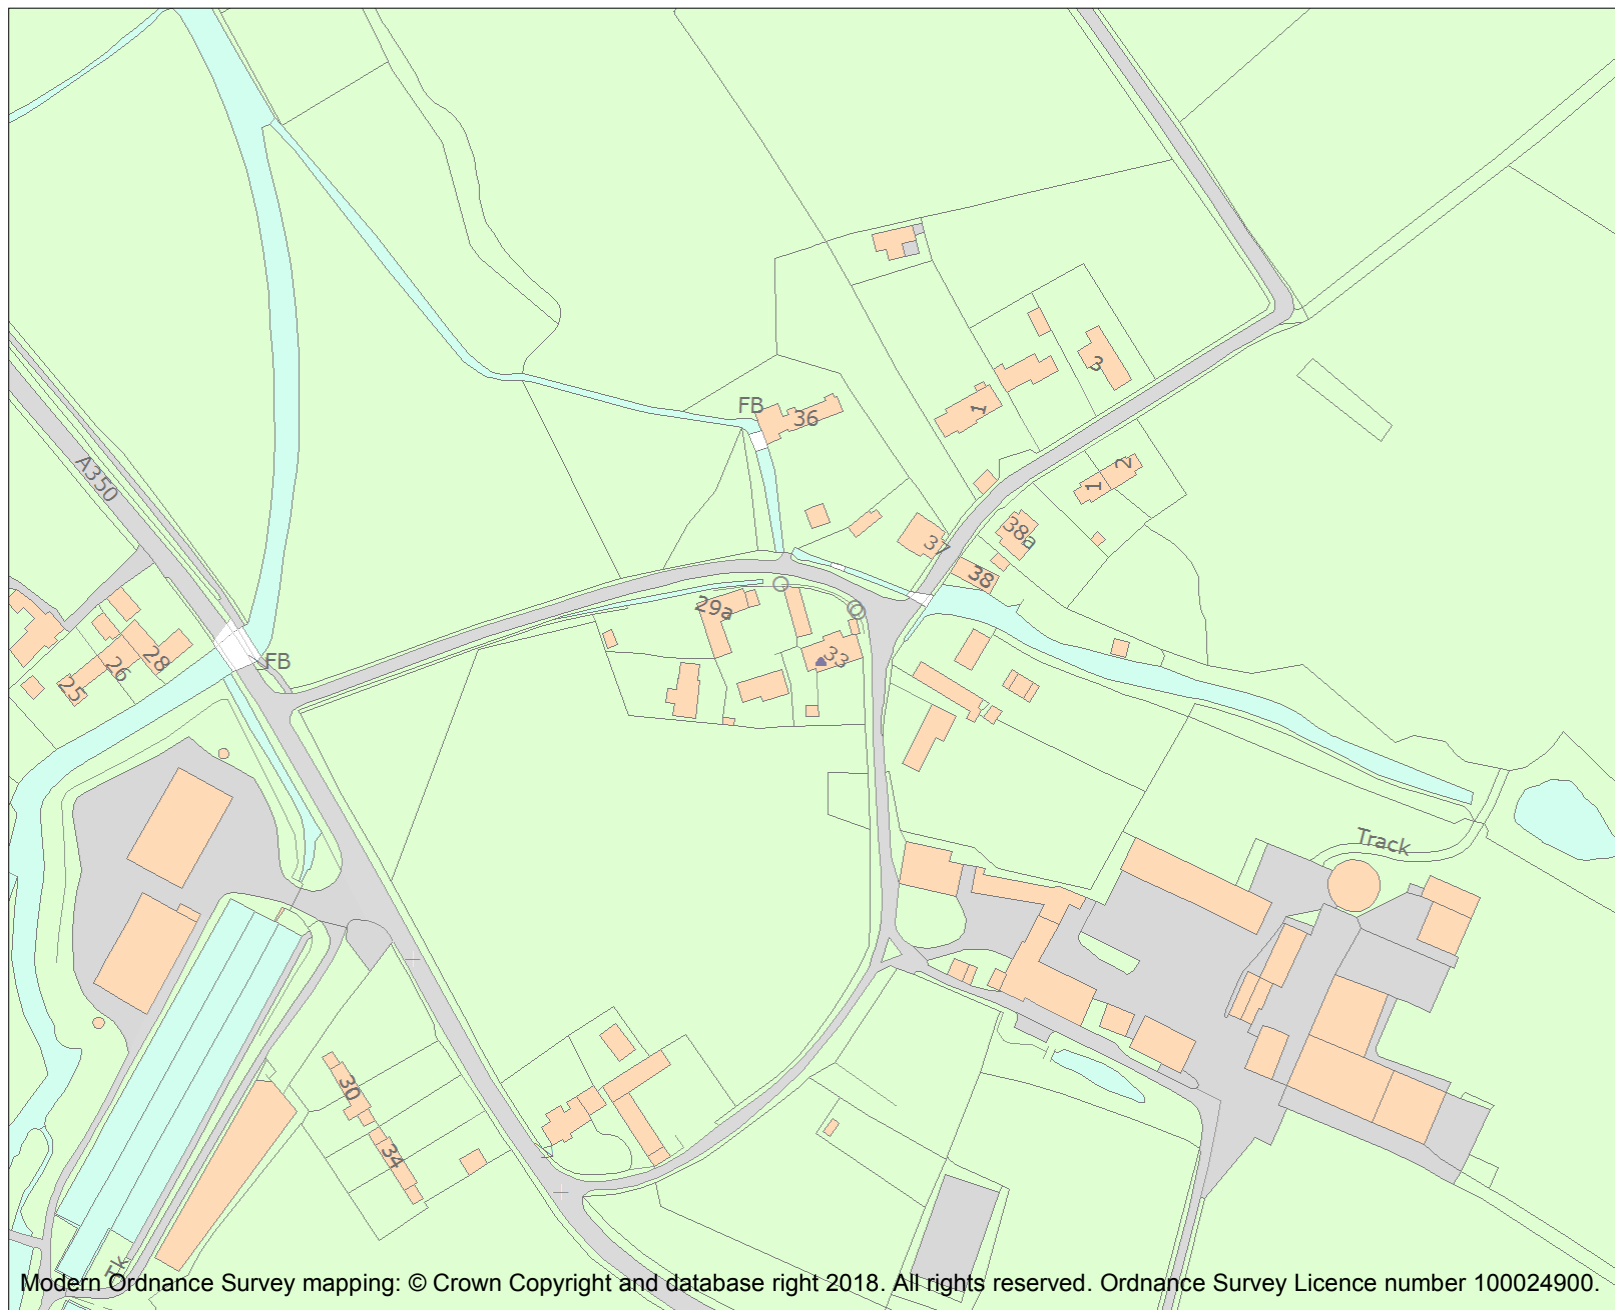 3
FB
36
1
A350
2
1
38a
37
38
29a
33
FB
28
26
25
Track
30
34
Tk
Modern Ordnance Survey mapping: © Crown Copyright and database right 2018. All rights reserved. Ordnance Survey Licence number 100024900.